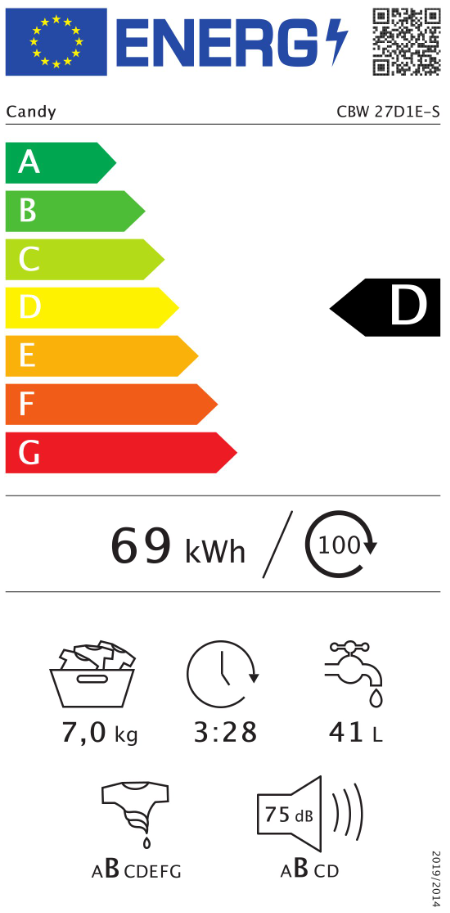 ENERG
Candy CBW 27D1E-S
A
B
C
D
D
E
F
G
69 kWh / 100
7,0 kg 3:28 41 L
75 dB
ABCDEFG ABCD
2019/2014